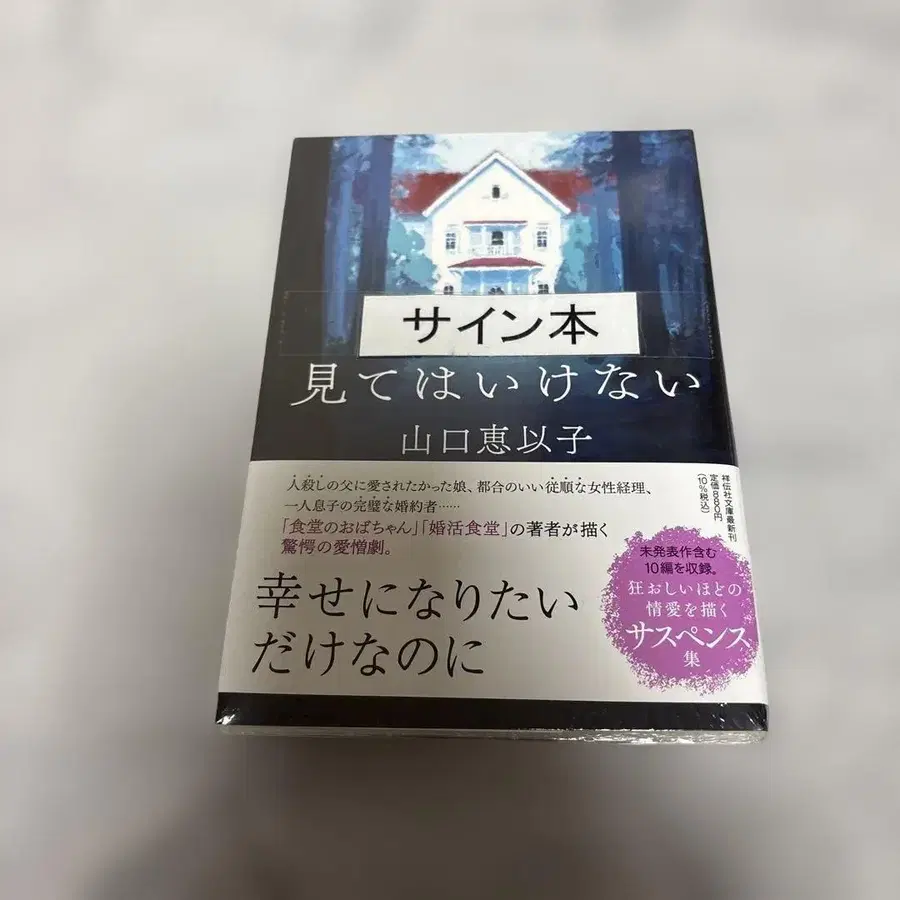 サイン本
見てはいけない
山口恵以子
人殺しの父に愛されたかった娘、都合のいい従順な女性経理、
一人息子の完璧な婚約者……
「食堂のおばちゃん」「婚活食堂」の著者が描く
驚愕の愛憎劇。
幸せになりたい
だけなのに
祥伝社文庫最新刊
定価880円
(10%税込)
未発表作含む
10編を収録。
狂おしいほどの
情愛を描く
サスペンス
集